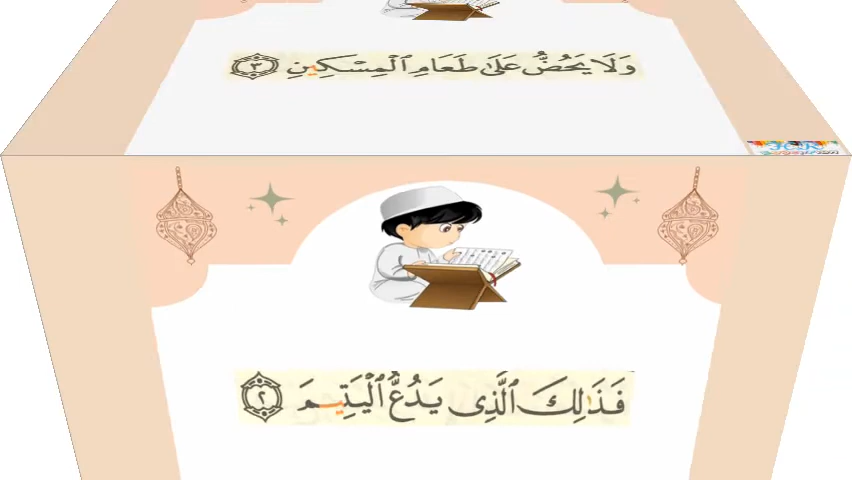 وَلَا يَحُضُّ عَلَىٰ طَعَامِ ٱلْمِسْكِينِ ٣
فَذَٰلِكَ ٱلَّذِى يَدُعُّ ٱلْيَتِيمَ ٢